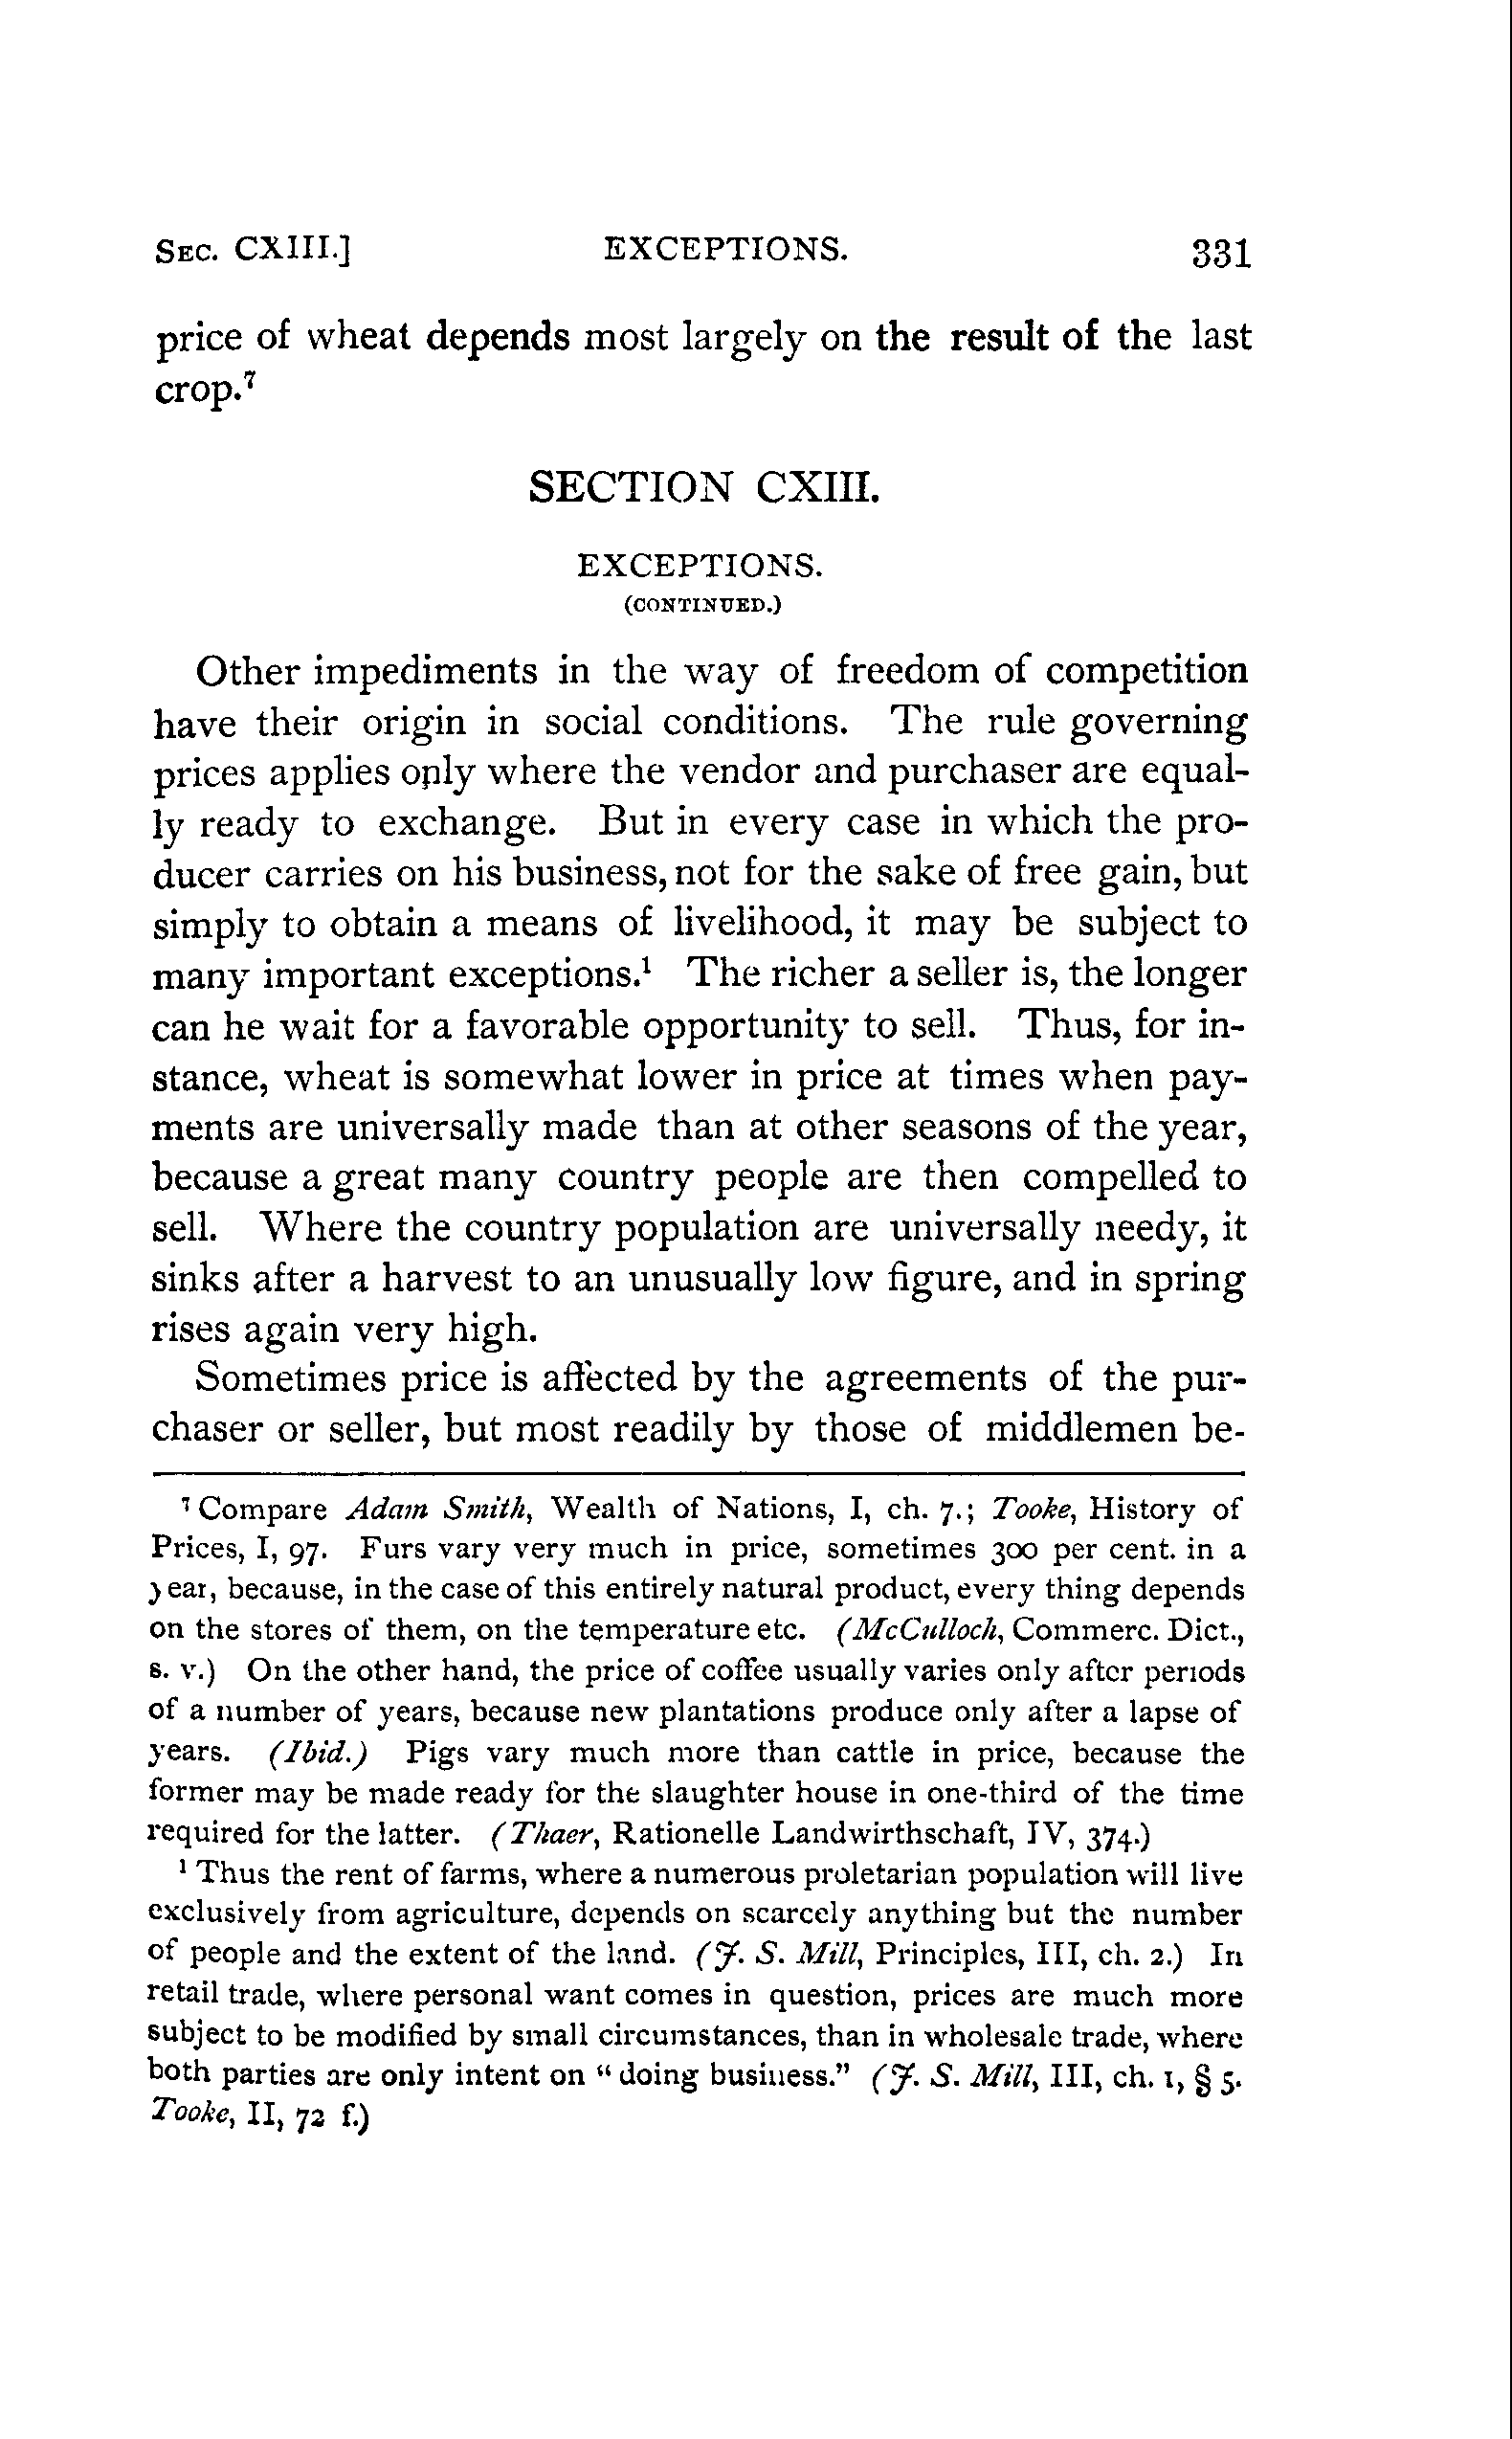 SEC. CXIII.] EXCEPTIONS. 331
price of wheat depends most largely on the result of the last
crop.⁷
SECTION CXIII.
EXCEPTIONS.
(CONTINUED.)
Other impediments in the way of freedom of competition
have their origin in social conditions. The rule governing
prices applies only where the vendor and purchaser are equal-
ly ready to exchange. But in every case in which the pro-
ducer carries on his business, not for the sake of free gain, but
simply to obtain a means of livelihood, it may be subject to
many important exceptions.¹ The richer a seller is, the longer
can he wait for a favorable opportunity to sell. Thus, for in-
stance, wheat is somewhat lower in price at times when pay-
ments are universally made than at other seasons of the year,
because a great many country people are then compelled to
sell. Where the country population are universally needy, it
sinks after a harvest to an unusually low figure, and in spring
rises again very high.
Sometimes price is affected by the agreements of the pur-
chaser or seller, but most readily by those of middlemen be-
⁷ Compare Adam Smith, Wealth of Nations, I, ch. 7.; Tooke, History of
Prices, I, 97. Furs vary very much in price, sometimes 300 per cent. in a
year, because, in the case of this entirely natural product, every thing depends
on the stores of them, on the temperature etc. (McCulloch, Commerc. Dict.,
s. v.) On the other hand, the price of coffee usually varies only after periods
of a number of years, because new plantations produce only after a lapse of
years. (Ibid.) Pigs vary much more than cattle in price, because the
former may be made ready for the slaughter house in one-third of the time
required for the latter. (Thaer, Rationelle Landwirthschaft, IV, 374.)
¹ Thus the rent of farms, where a numerous proletarian population will live
exclusively from agriculture, depends on scarcely anything but the number
of people and the extent of the land. (J. S. Mill, Principles, III, ch. 2.) In
retail trade, where personal want comes in question, prices are much more
subject to be modified by small circumstances, than in wholesale trade, where
both parties are only intent on "doing business." (J. S. Mill, III, ch. 1, § 5.
Tooke, II, 72 f.)